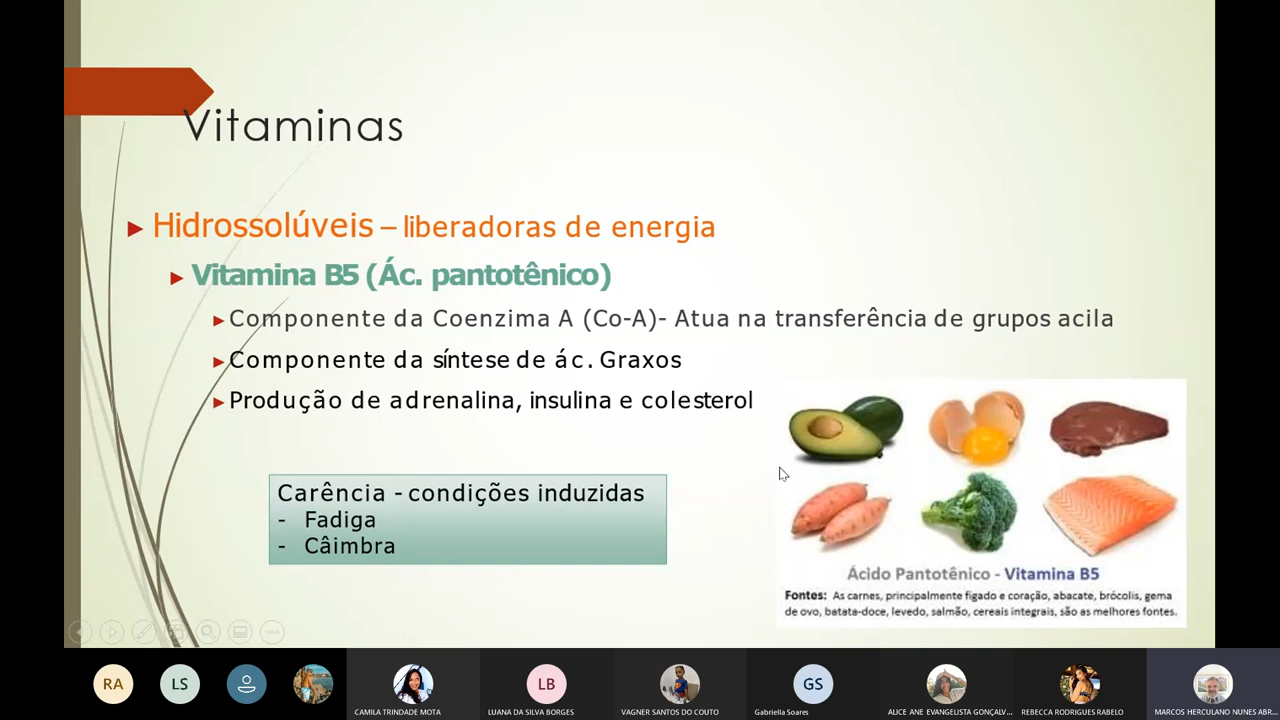 Vitaminas
Hidrossolúveis – liberadoras de energia
Vitamina B5 (Ác. pantotênico)
Componente da Coenzima A (Co-A)- Atua na transferência de grupos acila
Componente da síntese de ác. Graxos
Produção de adrenalina, insulina e colesterol
Carência - condições induzidas
- Fadiga
- Câimbra
Ácido Pantotênico - Vitamina B5
Fontes: As carnes, principalmente fígado e coração, abacate, brócolis, gema
de ovo, batata-doce, levedo, salmão, cereais integrais, são as melhores fontes.
RA
LS
LB
GS
CAMILA TRINDADE MOTA
LUANA DA SILVA BORGES
VAGNER SANTOS DO COUTO
Gabriella Soares
ALICE ANE EVANGELISTA GONÇALV...
REBECCA RODRIGUES RABELO
MARCOS HERCULANO NUNES ABR...